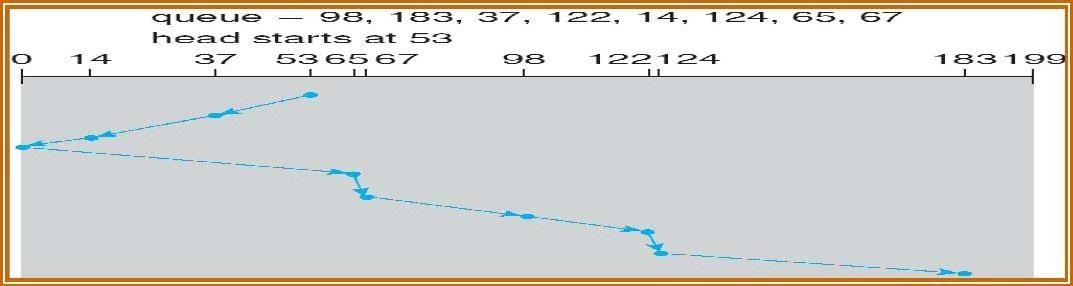 queue – 98, 183, 37, 122, 14, 124, 65, 67
head starts at 53
0 14 37 53 65 67 98 122 124 183 199